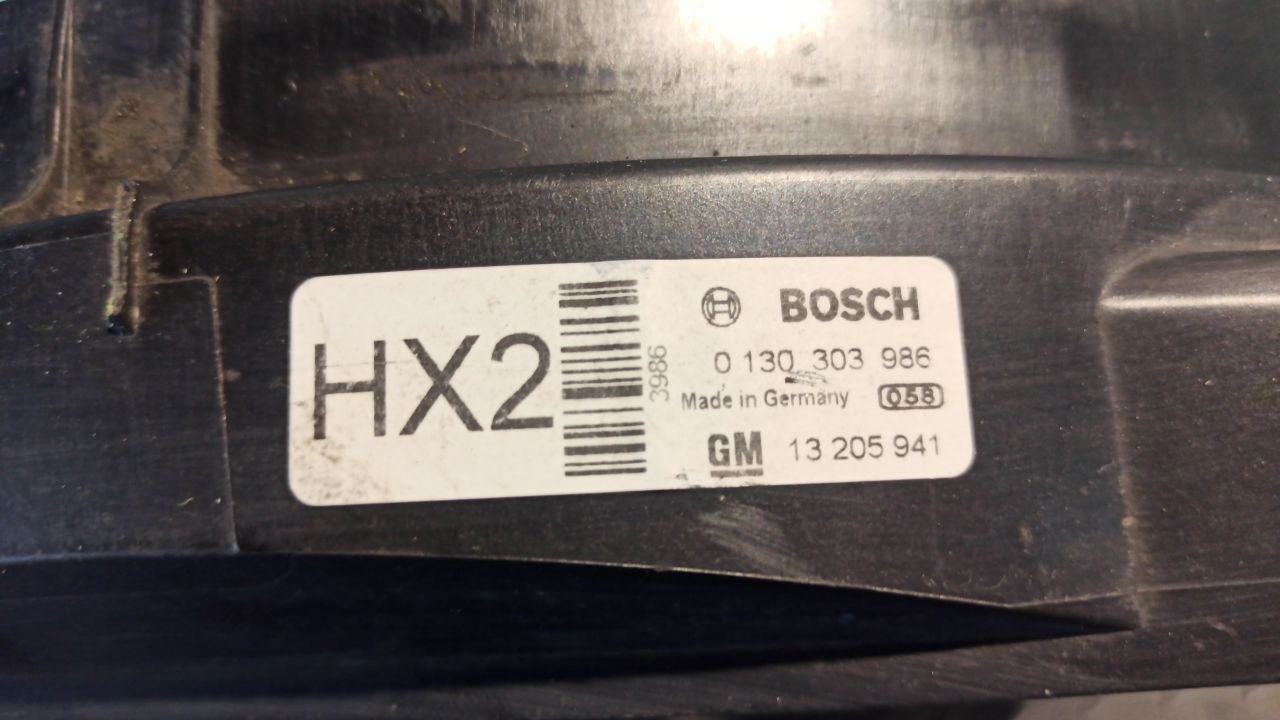 HX2
3986
BOSCH
0 130 303 986
Made in Germany 058
GM 13 205 941